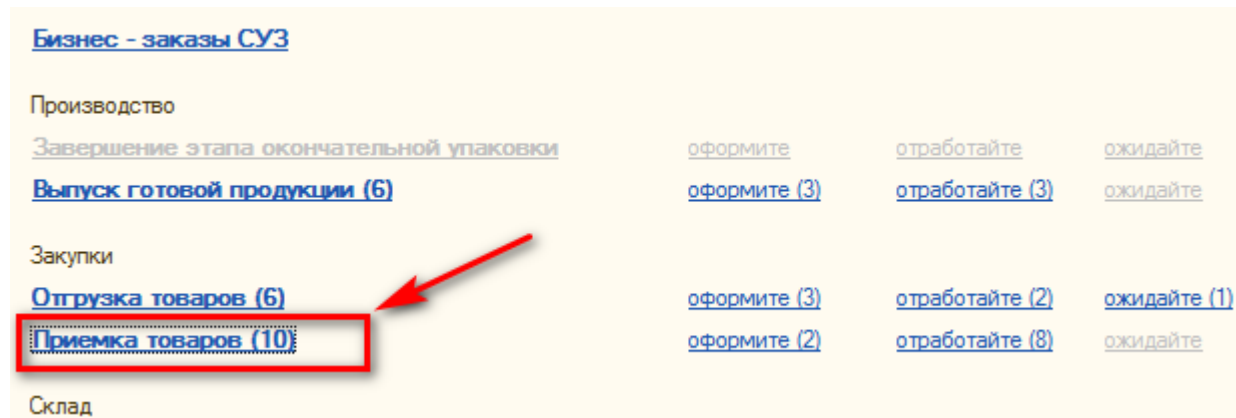 Бизнес - заказы СУЗ
Производство
Завершение этапа окончательной упаковки оформите отработайте ожидайте
Выпуск готовой продукции (6) оформите (3) отработайте (3) ожидайте
Закупки
Отгрузка товаров (6) оформите (3) отработайте (2) ожидайте (1)
Приемка товаров (10) оформите (2) отработайте (8) ожидайте
Склад